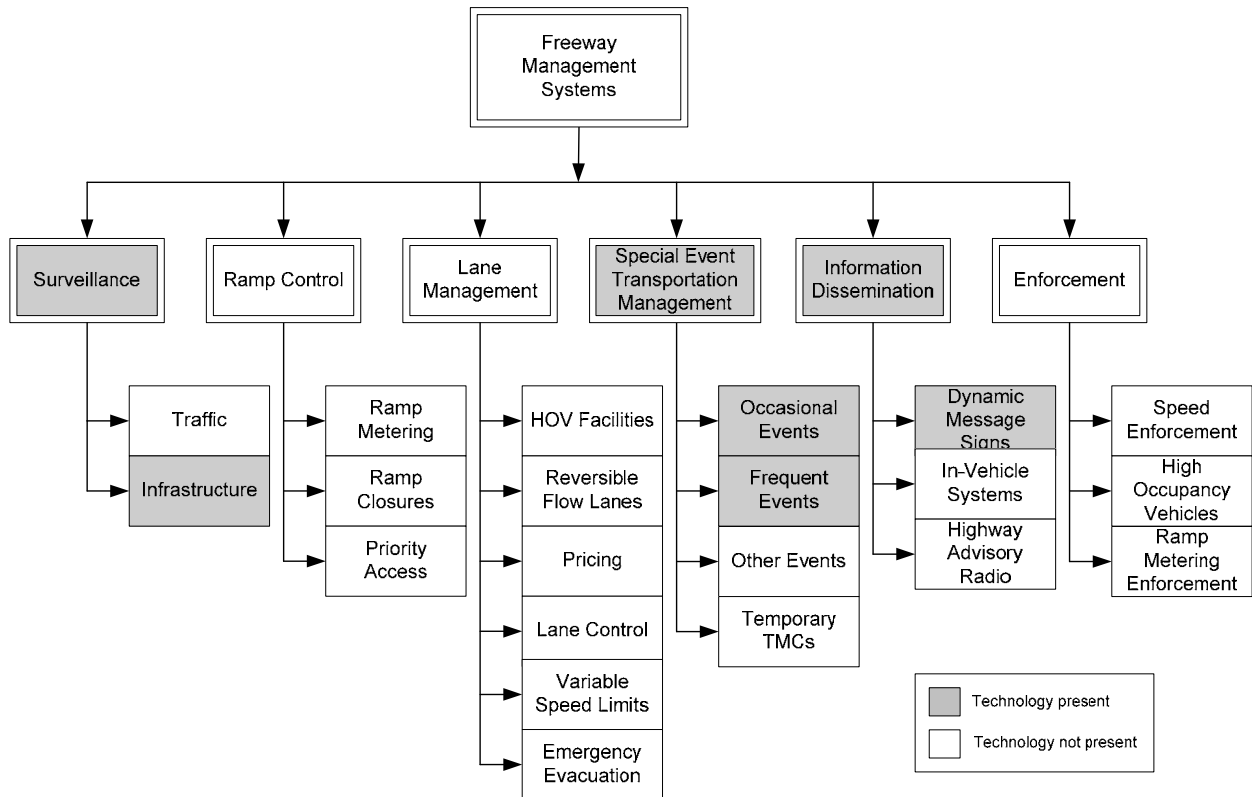 Freeway
Management
Systems
Surveillance
Ramp Control
Lane
Management
Special Event
Transportation
Management
Information
Dissemination
Enforcement
Traffic
Infrastructure
Ramp
Metering
Ramp
Closures
Priority
Access
HOV Facilities
Reversible
Flow Lanes
Pricing
Lane Control
Variable
Speed Limits
Emergency
Evacuation
Occasional
Events
Frequent
Events
Other Events
Temporary
TMCs
Dynamic
Message
Signs
In-Vehicle
Systems
Highway
Advisory
Radio
Speed
Enforcement
High
Occupancy
Vehicles
Ramp
Metering
Enforcement
Technology present
Technology not present